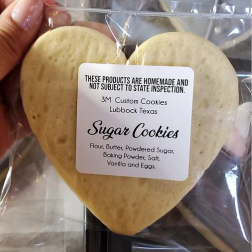 THESE PRODUCTS ARE HOMEMADE AND
NOT SUBJECT TO STATE INSPECTION.
3M Custom Cookies
Lubbock Texas
Sugar Cookies
Flour, Butter, Powdered Sugar,
Baking Powder, Salt,
Vanilla and Eggs.